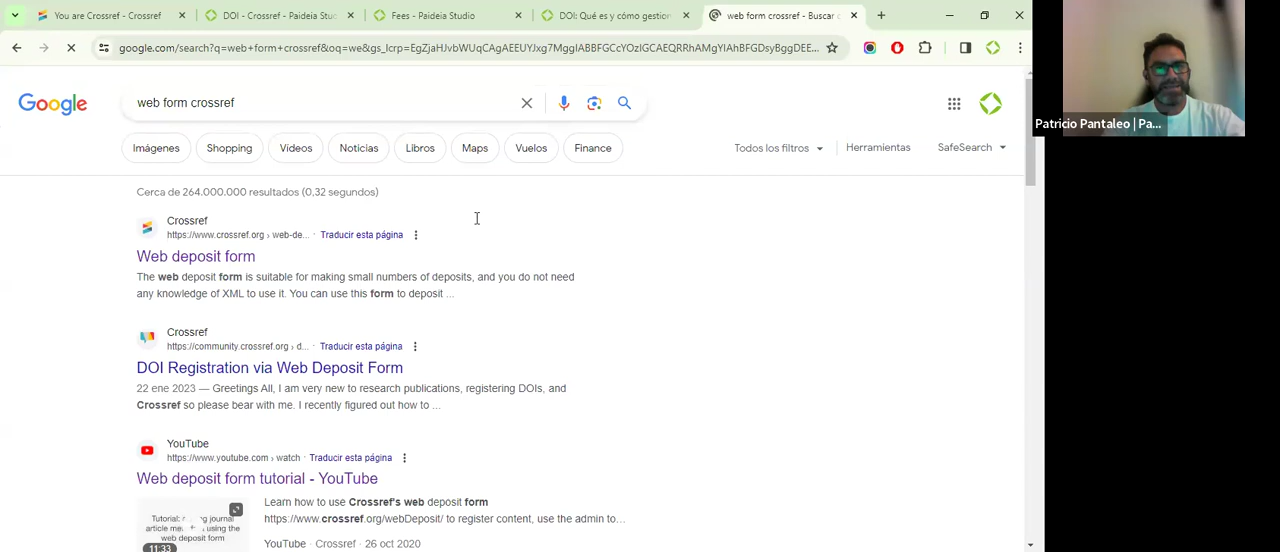 You are Crossref - Crossref
DOI - Crossref - Paideia Studio
Fees - Paideia Studio
DOI: Qué es y cómo gestion
web form crossref - Buscar
google.com/search?q=web+form+crossref&oq=we&gs_lcrp=EgZjaHJvbWUqCAgAEEUYJxg7MggIABBFGCcYOzIGCAEQRRhAMgYIAhBFGDsyBggDEE...
Patricio Pantaleo | Pa...
Google
web form crossref
Imágenes
Shopping
Vídeos
Noticias
Libros
Maps
Vuelos
Finance
Todos los filtros
Herramientas
SafeSearch
Cerca de 264.000.000 resultados (0,32 segundos)
Crossref
https://www.crossref.org › web-de... · Traducir esta página
Web deposit form
The web deposit form is suitable for making small numbers of deposits, and you do not need
any knowledge of XML to use it. You can use this form to deposit ...
Crossref
https://community.crossref.org › d... · Traducir esta página
DOI Registration via Web Deposit Form
22 ene 2023 — Greetings All, I am very new to research publications, registering DOIs, and
Crossref so please bear with me. I recently figured out how to ...
YouTube
https://www.youtube.com › watch · Traducir esta página
Web deposit form tutorial - YouTube
Learn how to use Crossref's web deposit form
https://www.crossref.org/webDeposit/ to register content, use the admin to...
YouTube · Crossref · 26 oct 2020
article me
using the
web deposit form
11:33